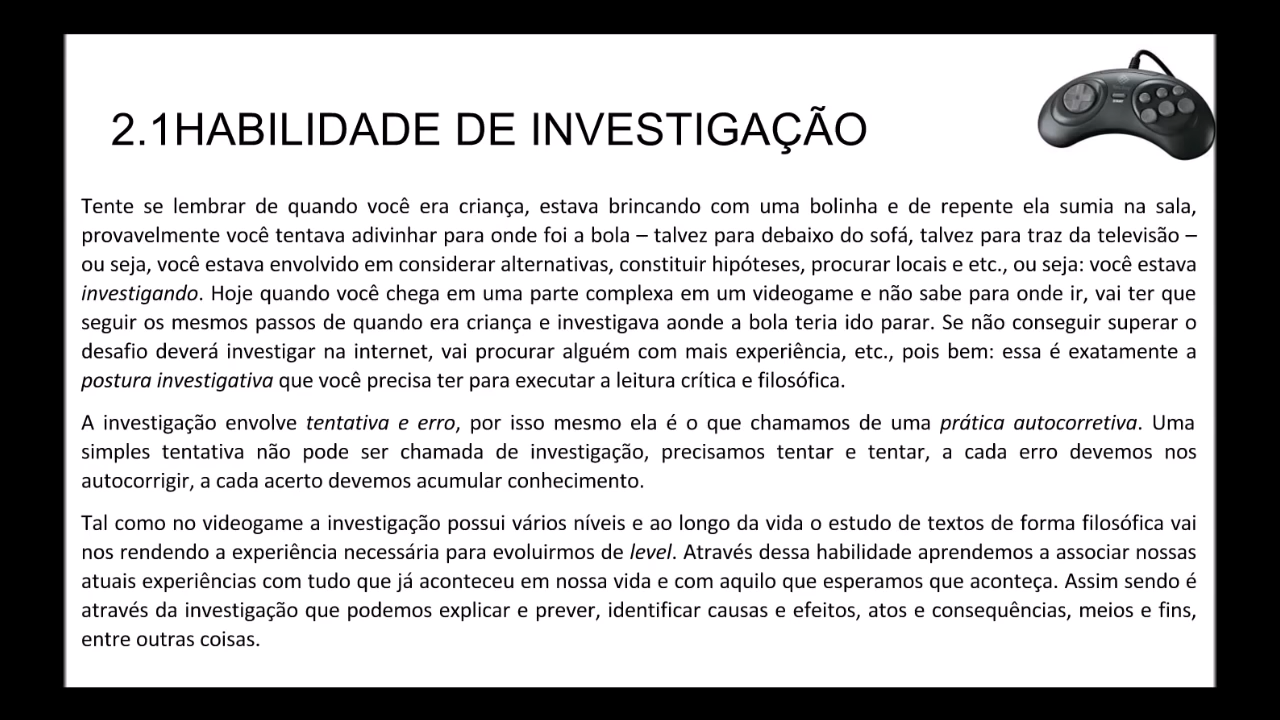 2.1HABILIDADE DE INVESTIGAÇÃO
Tente se lembrar de quando você era criança, estava brincando com uma bolinha e de repente ela sumia na sala,
provavelmente você tentava adivinhar para onde foi a bola – talvez para debaixo do sofá, talvez para traz da televisão –
ou seja, você estava envolvido em considerar alternativas, constituir hipóteses, procurar locais e etc., ou seja: você estava
investigando. Hoje quando você chega em uma parte complexa em um videogame e não sabe para onde ir, vai ter que
seguir os mesmos passos de quando era criança e investigava aonde a bola teria ido parar. Se não conseguir superar o
desafio deverá investigar na internet, vai procurar alguém com mais experiência, etc., pois bem: essa é exatamente a
postura investigativa que você precisa ter para executar a leitura crítica e filosófica.
A investigação envolve tentativa e erro, por isso mesmo ela é o que chamamos de uma prática autocorretiva. Uma
simples tentativa não pode ser chamada de investigação, precisamos tentar e tentar, a cada erro devemos nos
autocorrigir, a cada acerto devemos acumular conhecimento.
Tal como no videogame a investigação possui vários níveis e ao longo da vida o estudo de textos de forma filosófica vai
nos rendendo a experiência necessária para evoluirmos de level. Através dessa habilidade aprendemos a associar nossas
atuais experiências com tudo que já aconteceu em nossa vida e com aquilo que esperamos que aconteça. Assim sendo é
através da investigação que podemos explicar e prever, identificar causas e efeitos, atos e consequências, meios e fins,
entre outras coisas.